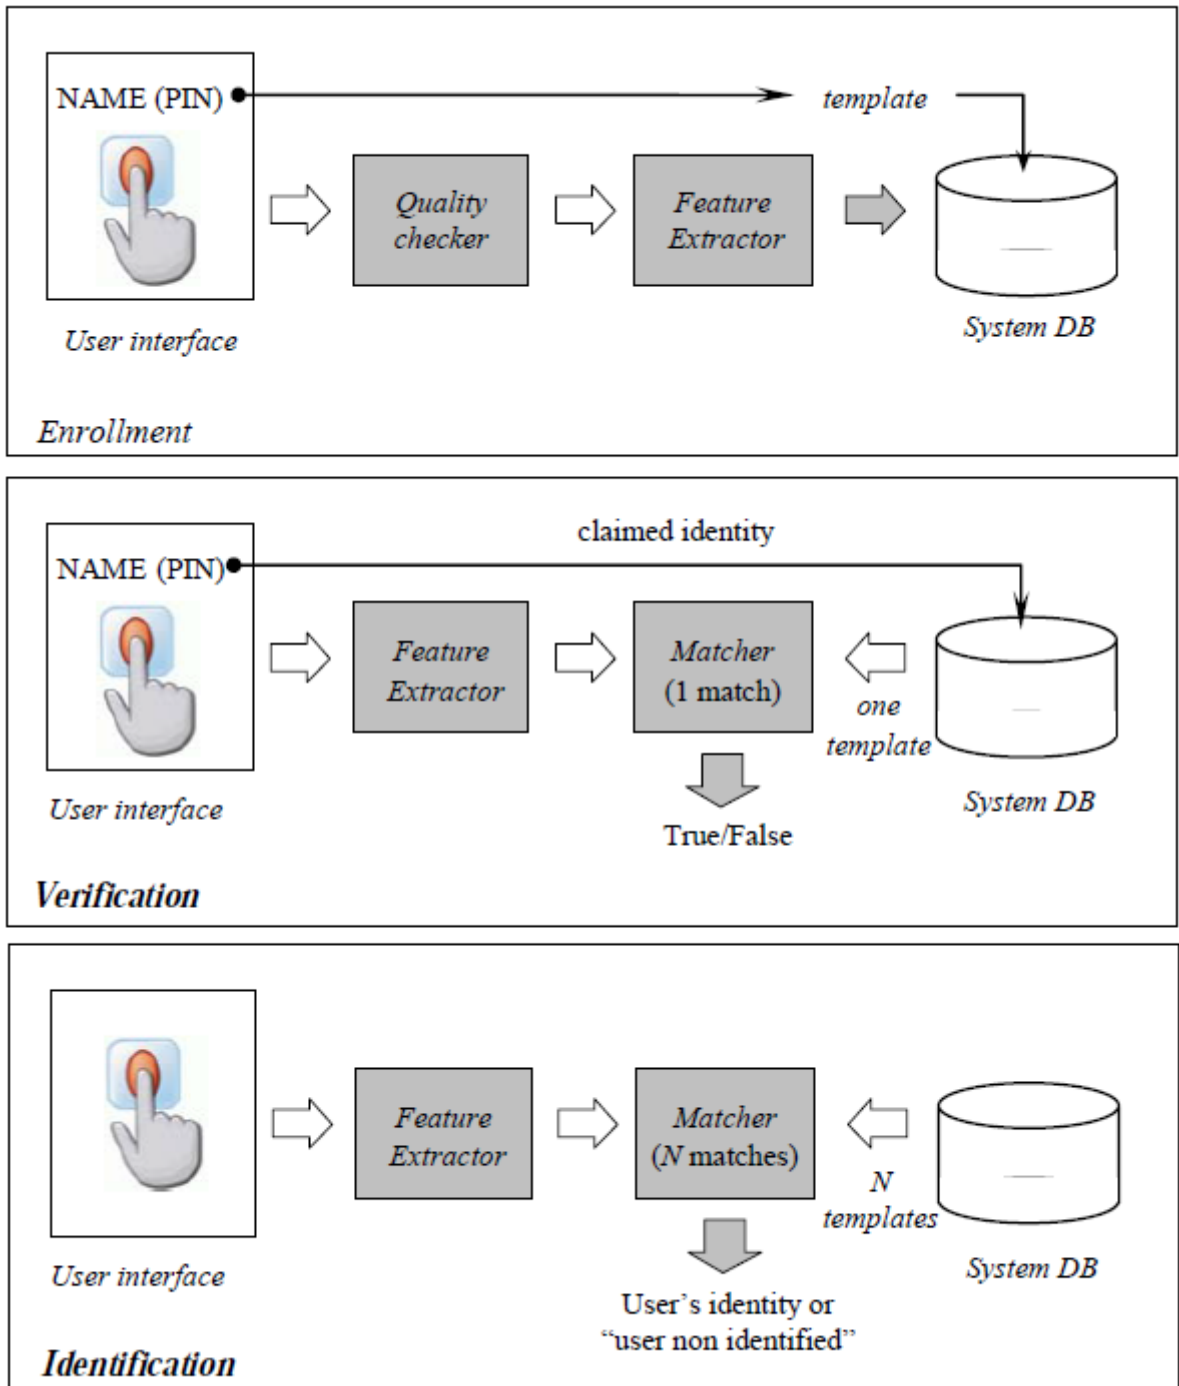 NAME (PIN)
template
Quality
checker
Feature
Extractor
System DB
User interface
Enrollment
claimed identity
NAME (PIN)
Feature
Extractor
Matcher
(1 match)
one
template
User interface
System DB
True/False
Verification
Feature
Extractor
Matcher
(N matches)
N
templates
User interface
System DB
User’s identity or
“user non identified”
Identification